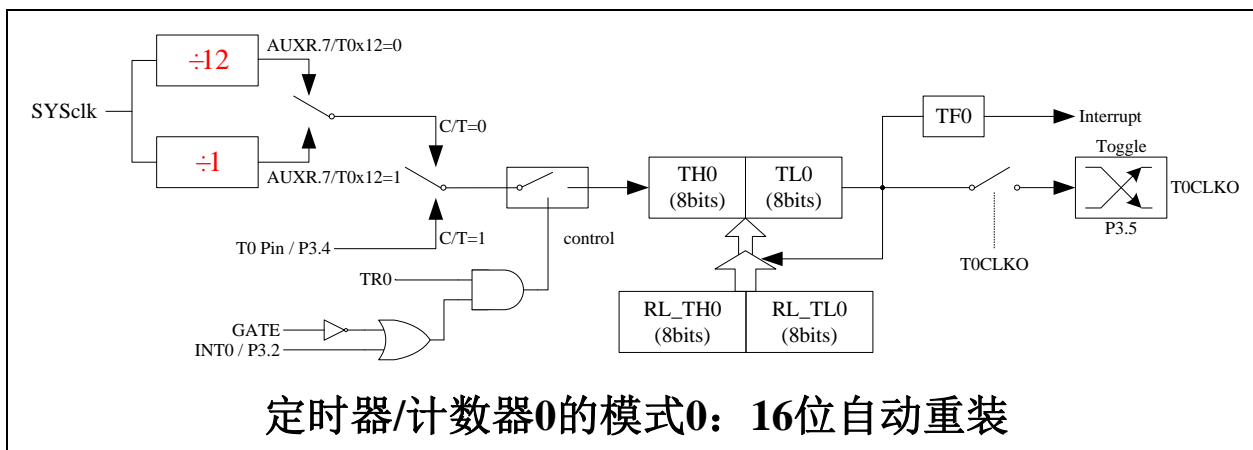 ÷12
AUXR.7/T0x12=0
SYSclk
÷1
AUXR.7/T0x12=1
C/T=0
C/T=1
T0 Pin / P3.4
control
TR0
GATE
INT0 / P3.2
TH0
(8bits)
TL0
(8bits)
RL_TH0
(8bits)
RL_TL0
(8bits)
TF0
Interrupt
Toggle
T0CLKO
P3.5
T0CLKO
定时器/计数器0的模式0：16位自动重装